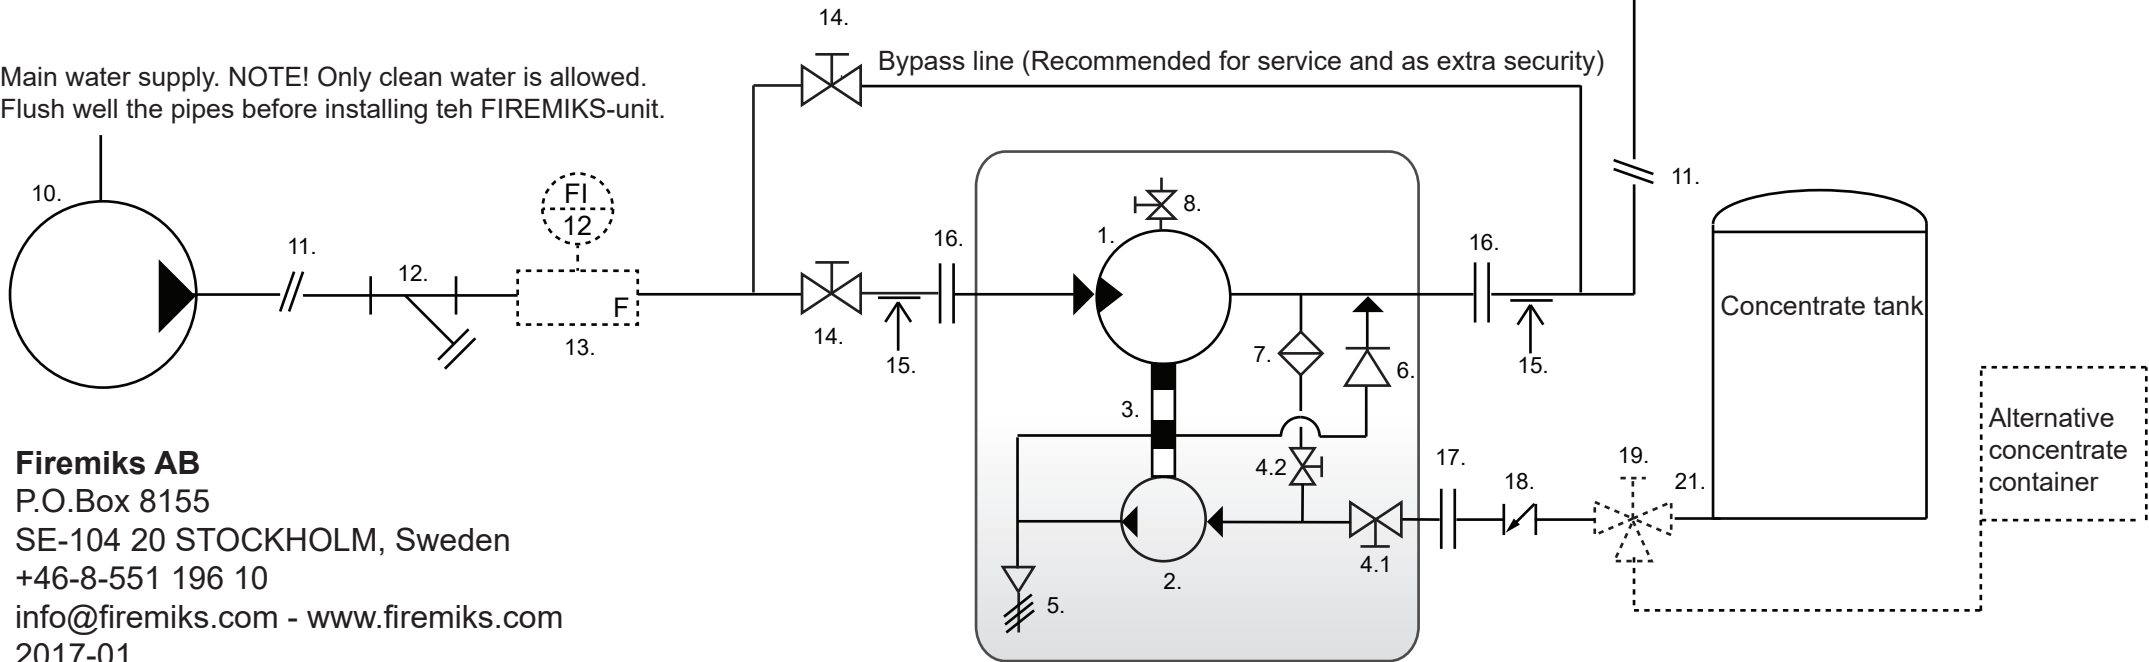 14.
Bypass line (Recommended for service and as extra security)
Main water supply. NOTE! Only clean water is allowed.
Flush well the pipes before installing teh FIREMIKS-unit.
10.
11.
12.
FI
12
F
13.
14.
15.
16.
1.
8.
16.
15.
11.
7.
6.
3.
4.2
4.1
2.
5.
17.
18.
19.
21.
Concentrate tank
Alternative
concentrate
container
Firemiks AB
P.O.Box 8155
SE-104 20 STOCKHOLM, Sweden
+46-8-551 196 10
info@firemiks.com - www.firemiks.com
2017-01